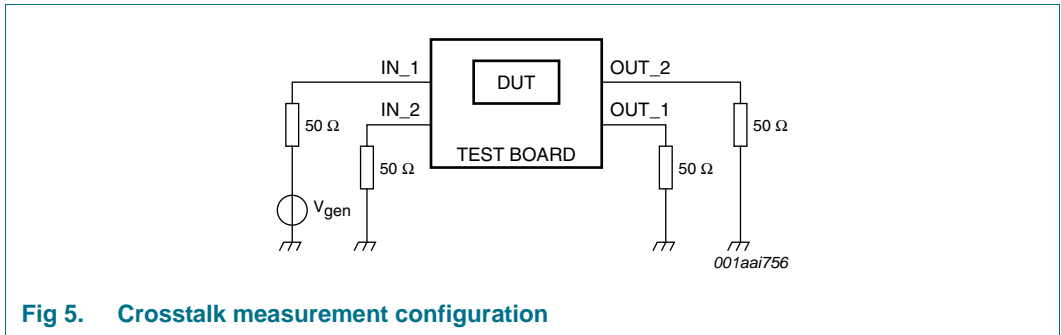 IN_1
OUT_2
DUT
IN_2
OUT_1
50 Ω
50 Ω
TEST BOARD
50 Ω
50 Ω
Vgen
001aai756
Fig 5. Crosstalk measurement configuration